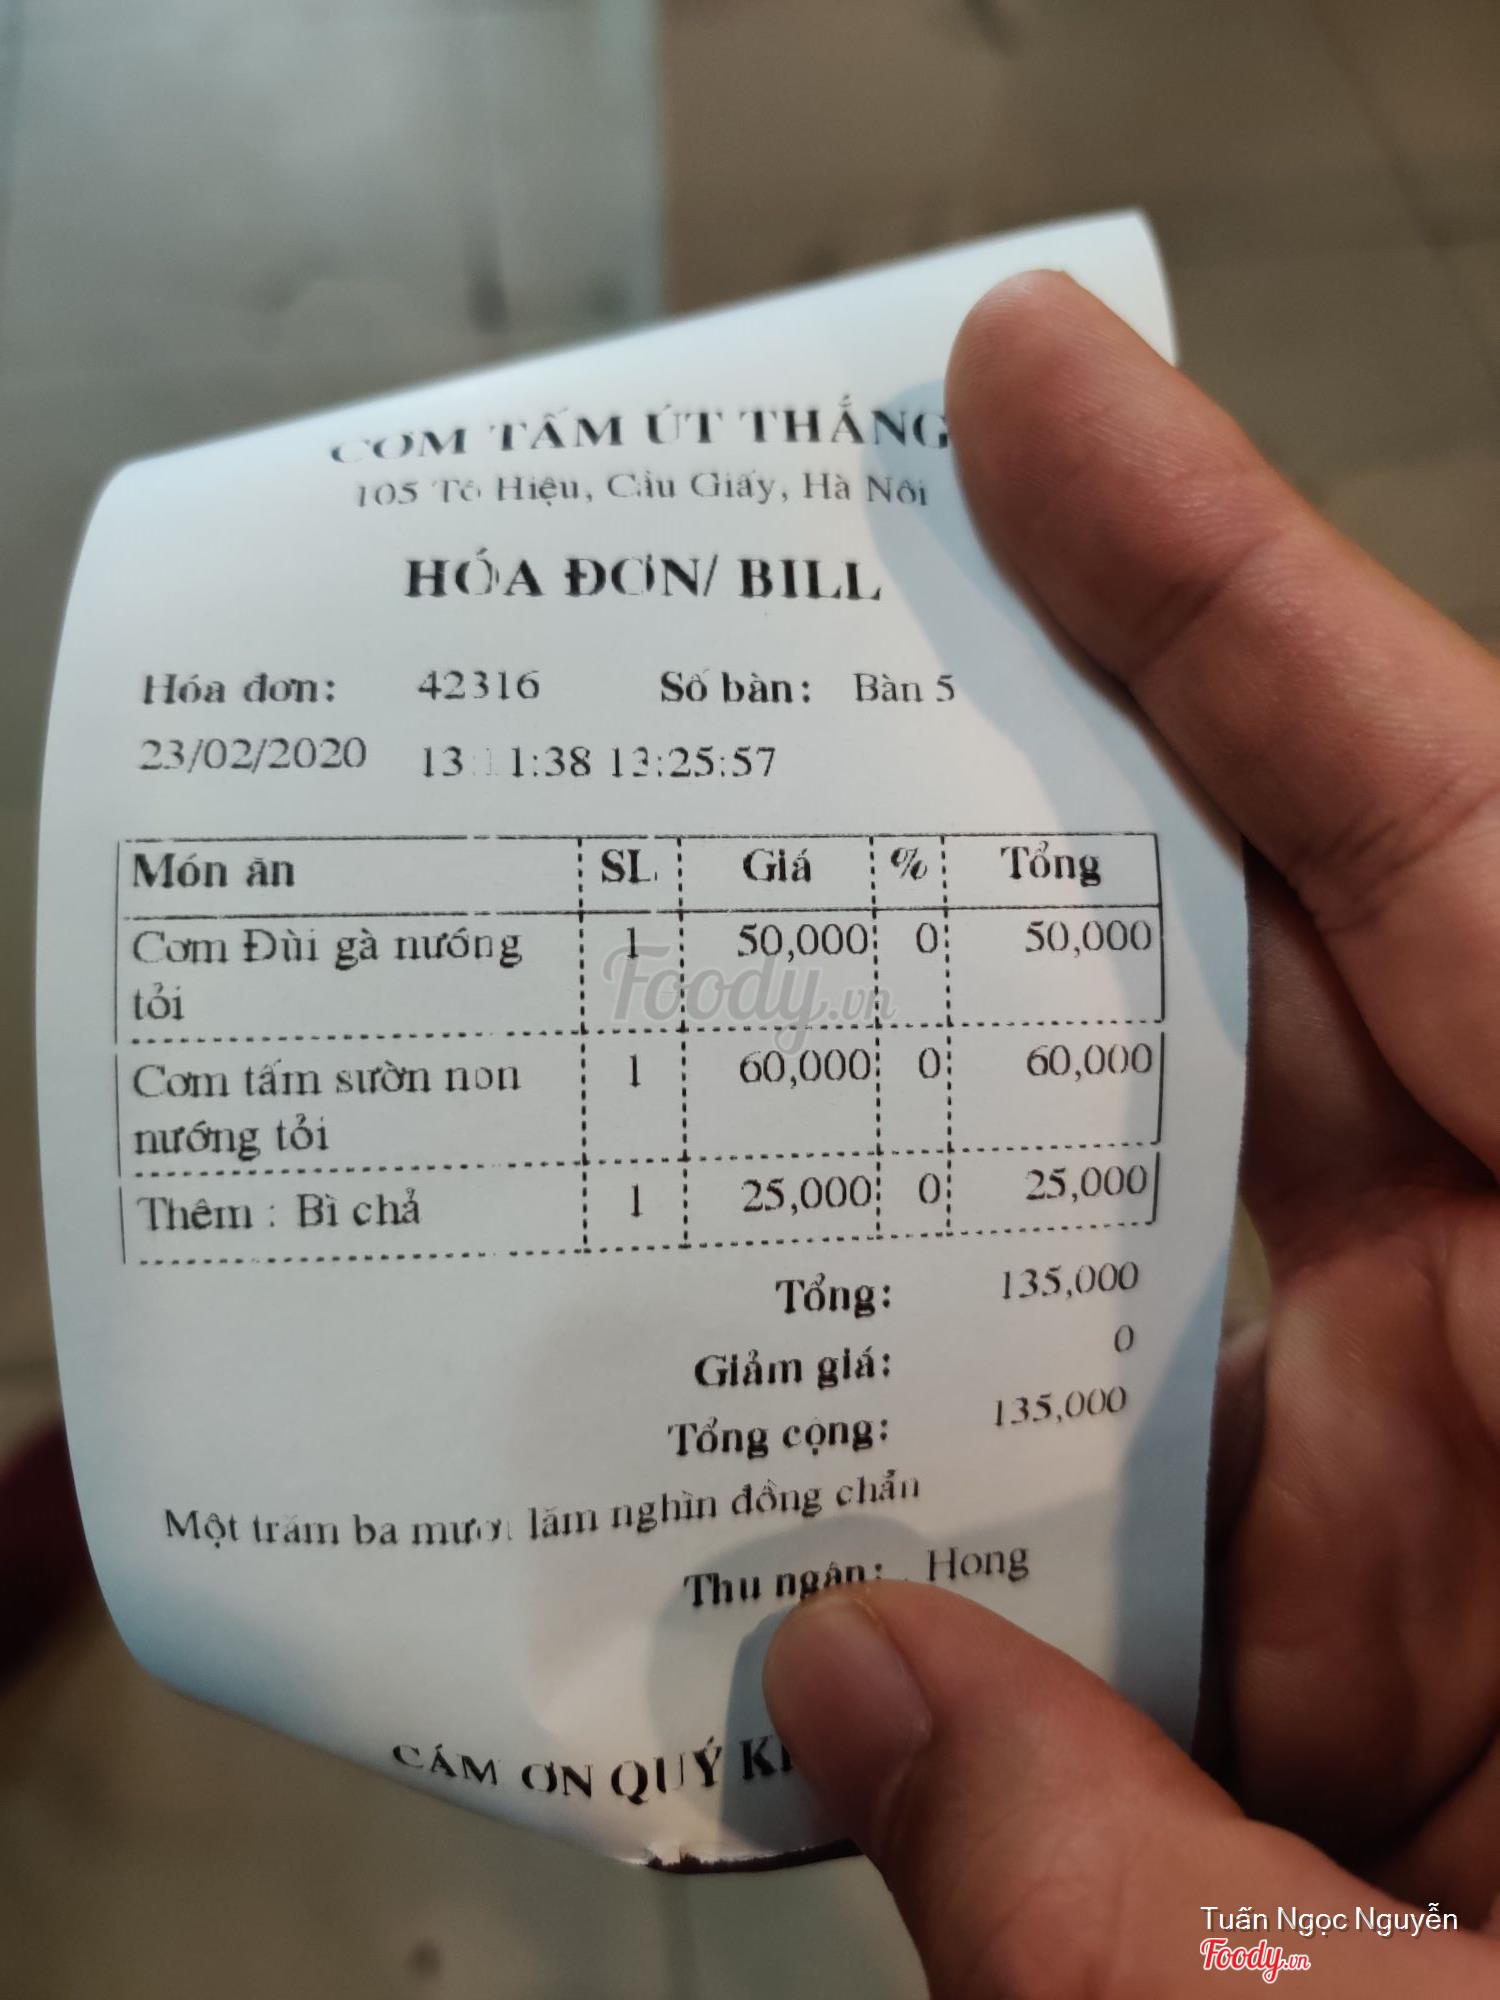 CƠM TẤM ÚT THẮNG
105 Tô Hiệu, Cầu Giấy, Hà Nội
HÓA ĐƠN/ BILL
Hóa đơn: 42316 Số bàn: Bàn 5
23/02/2020 13:11:38 13:25:57
Món ăn SL Giá % Tổng
Cơm Đùi gà nướng 1 50,000 0 50,000
tỏi
Cơm tấm sườn non 1 60,000 0 60,000
nướng tỏi
Thêm : Bì chả 1 25,000 0 25,000
Tổng: 135,000
Giảm giá: 0
Tổng cộng: 135,000
Một trăm ba mươi lăm nghìn đồng chẵn
Thu ngân: Hong
CÁM ƠN QUÝ
Foody.vn
Tuấn Ngọc Nguyễn
Foody.vn